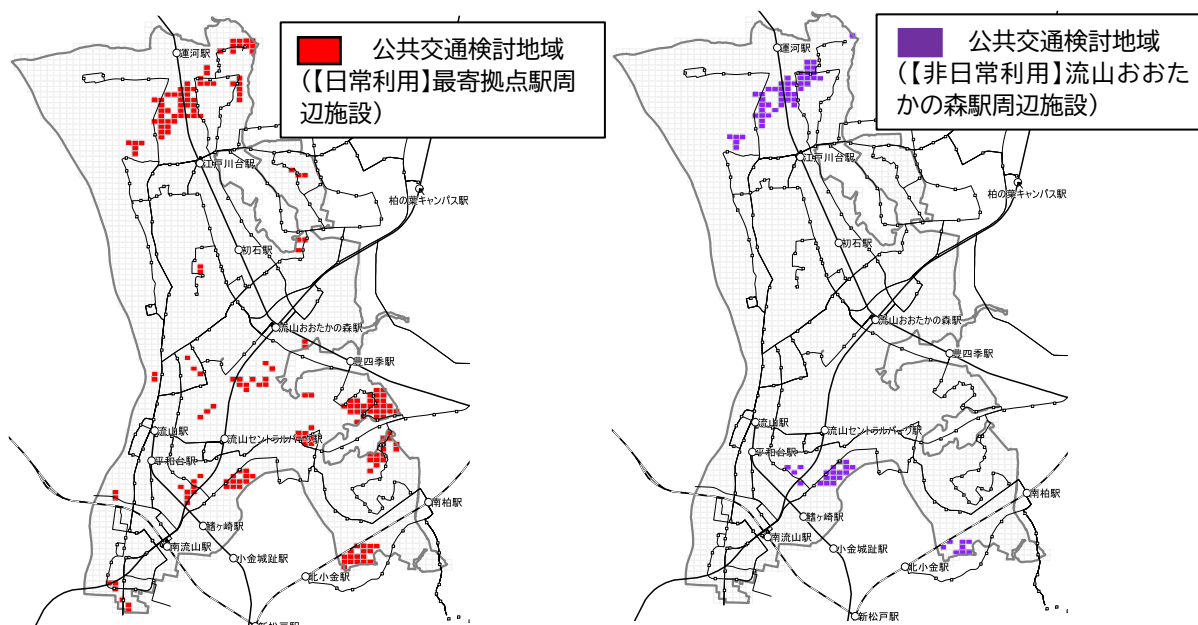 公共交通検討地域
(【日常利用】最寄拠点駅周
辺施設)
運河駅
江戸川台駅
柏の葉キャンパス駅
初石駅
流山おおたかの森駅
豊四季駅
流山駅
流山セントラルパーク駅
平和台駅
南柏駅
鰭ヶ崎駅
南流山駅
小金城趾駅
北小金駅
新松戸駅
公共交通検討地域
(【非日常利用】流山おおた
かの森駅周辺施設)
運河駅
江戸川台駅
柏の葉キャンパス駅
初石駅
流山おおたかの森駅
豊四季駅
流山駅
流山セントラルパーク駅
平和台駅
南柏駅
鰭ヶ崎駅
南流山駅
小金城趾駅
北小金駅
新松戸駅